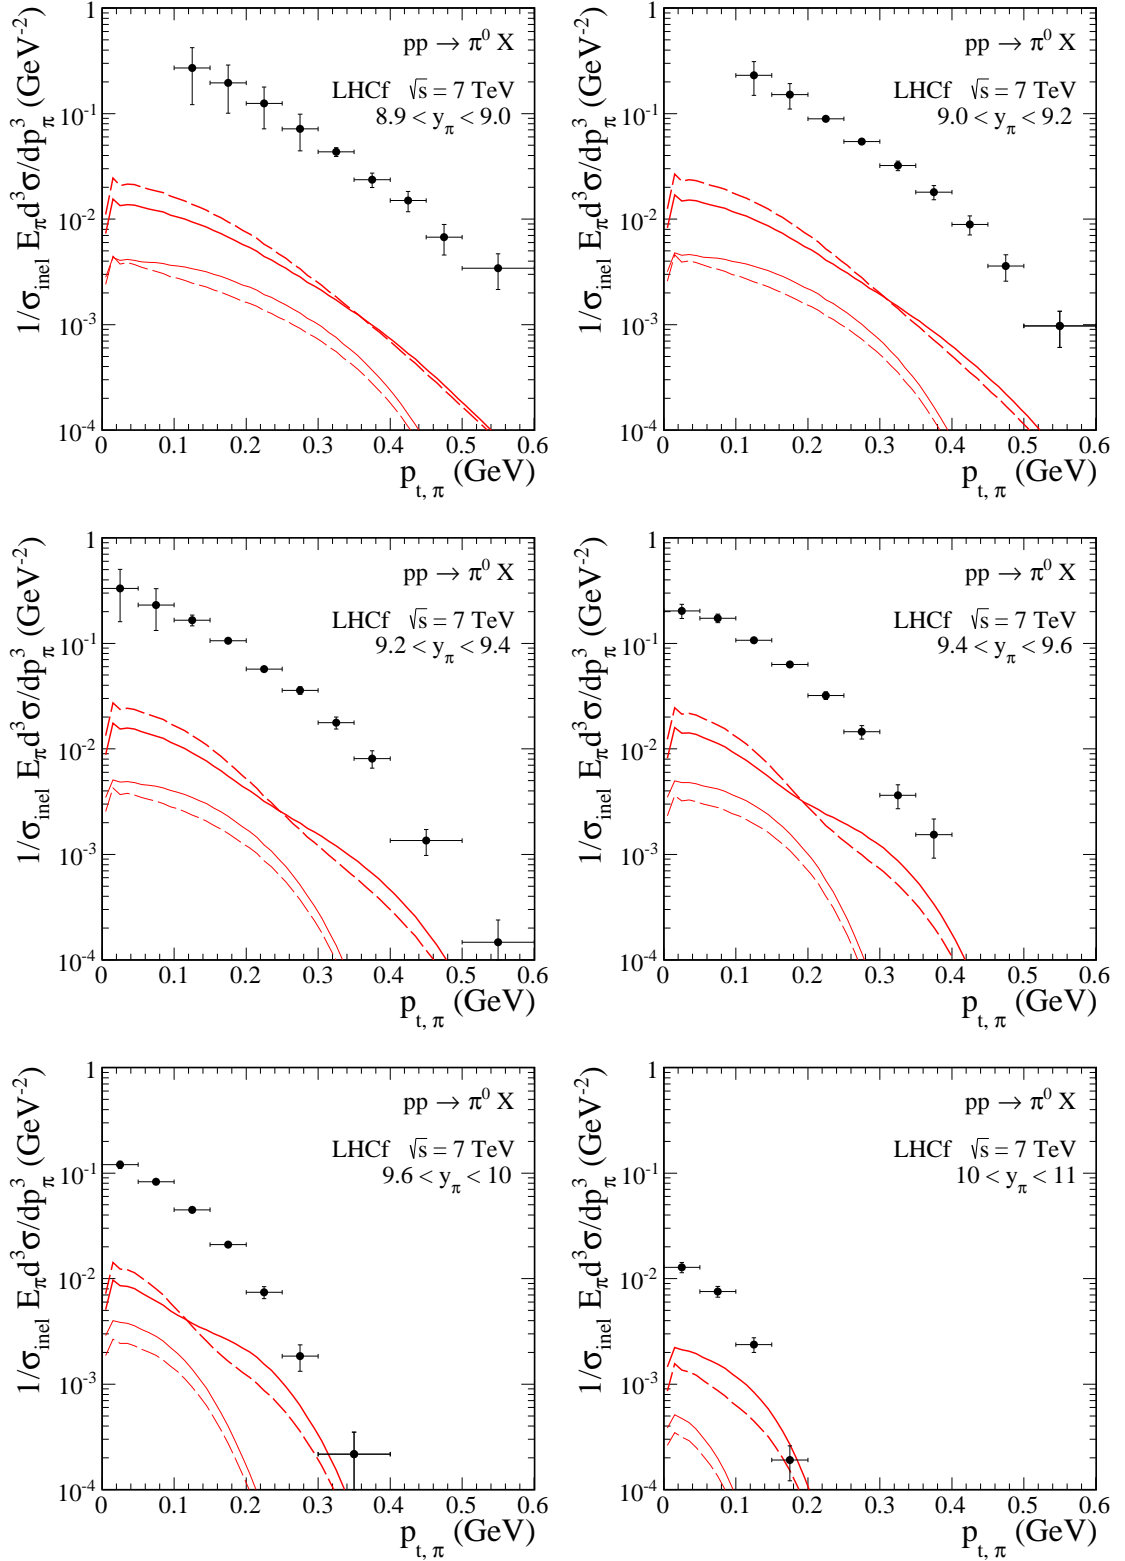 1/σ_inel E_π d³σ/dp³_π (GeV⁻²)
1
10⁻¹
10⁻²
10⁻³
10⁻⁴
pp → π⁰ X
LHCf √s = 7 TeV
8.9 < y_π < 9.0
0 0.1 0.2 0.3 0.4 0.5 0.6
p_t, π (GeV)
1/σ_inel E_π d³σ/dp³_π (GeV⁻²)
1
10⁻¹
10⁻²
10⁻³
10⁻⁴
pp → π⁰ X
LHCf √s = 7 TeV
9.0 < y_π < 9.2
0 0.1 0.2 0.3 0.4 0.5 0.6
p_t, π (GeV)
1/σ_inel E_π d³σ/dp³_π (GeV⁻²)
1
10⁻¹
10⁻²
10⁻³
10⁻⁴
pp → π⁰ X
LHCf √s = 7 TeV
9.2 < y_π < 9.4
0 0.1 0.2 0.3 0.4 0.5 0.6
p_t, π (GeV)
1/σ_inel E_π d³σ/dp³_π (GeV⁻²)
1
10⁻¹
10⁻²
10⁻³
10⁻⁴
pp → π⁰ X
LHCf √s = 7 TeV
9.4 < y_π < 9.6
0 0.1 0.2 0.3 0.4 0.5 0.6
p_t, π (GeV)
1/σ_inel E_π d³σ/dp³_π (GeV⁻²)
1
10⁻¹
10⁻²
10⁻³
10⁻⁴
pp → π⁰ X
LHCf √s = 7 TeV
9.6 < y_π < 10
0 0.1 0.2 0.3 0.4 0.5 0.6
p_t, π (GeV)
1/σ_inel E_π d³σ/dp³_π (GeV⁻²)
1
10⁻¹
10⁻²
10⁻³
10⁻⁴
pp → π⁰ X
LHCf √s = 7 TeV
10 < y_π < 11
0 0.1 0.2 0.3 0.4 0.5 0.6
p_t, π (GeV)